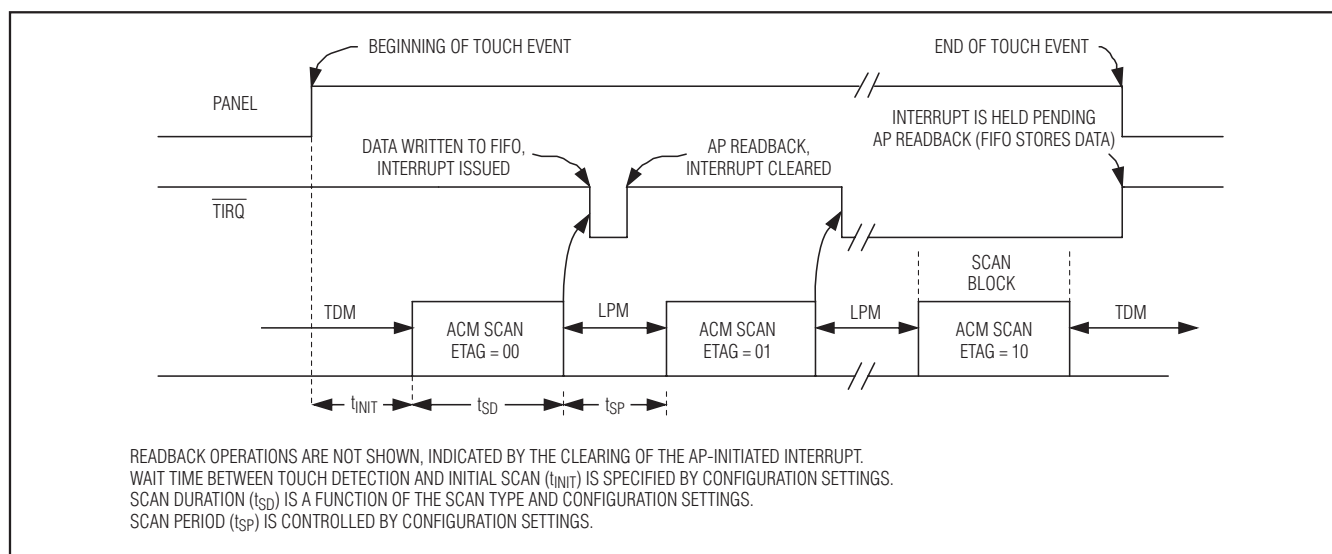 BEGINNING OF TOUCH EVENT
END OF TOUCH EVENT
PANEL
INTERRUPT IS HELD PENDING
AP READBACK (FIFO STORES DATA)
DATA WRITTEN TO FIFO,
INTERRUPT ISSUED
AP READBACK,
INTERRUPT CLEARED
TIRQ
SCAN
BLOCK
TDM
ACM SCAN
ETAG = 00
LPM
ACM SCAN
ETAG = 01
LPM
ACM SCAN
ETAG = 10
TDM
tINIT
tSD
tSP
READBACK OPERATIONS ARE NOT SHOWN, INDICATED BY THE CLEARING OF THE AP-INITIATED INTERRUPT.
WAIT TIME BETWEEN TOUCH DETECTION AND INITIAL SCAN (tINIT) IS SPECIFIED BY CONFIGURATION SETTINGS.
SCAN DURATION (tSD) IS A FUNCTION OF THE SCAN TYPE AND CONFIGURATION SETTINGS.
SCAN PERIOD (tSP) IS CONTROLLED BY CONFIGURATION SETTINGS.